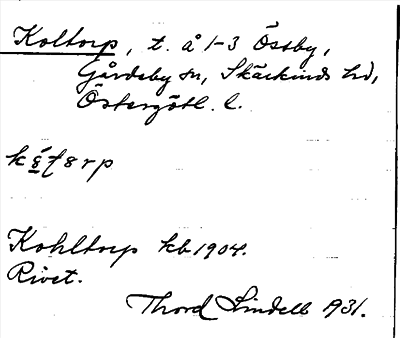 Koltorp, t. å 1-3 Östby,
Gårdeby sn, Skärkinds hd,
Östergötl. l.
Kohltorp kb 1904.
Rivet.
Thord Lindell 1931.